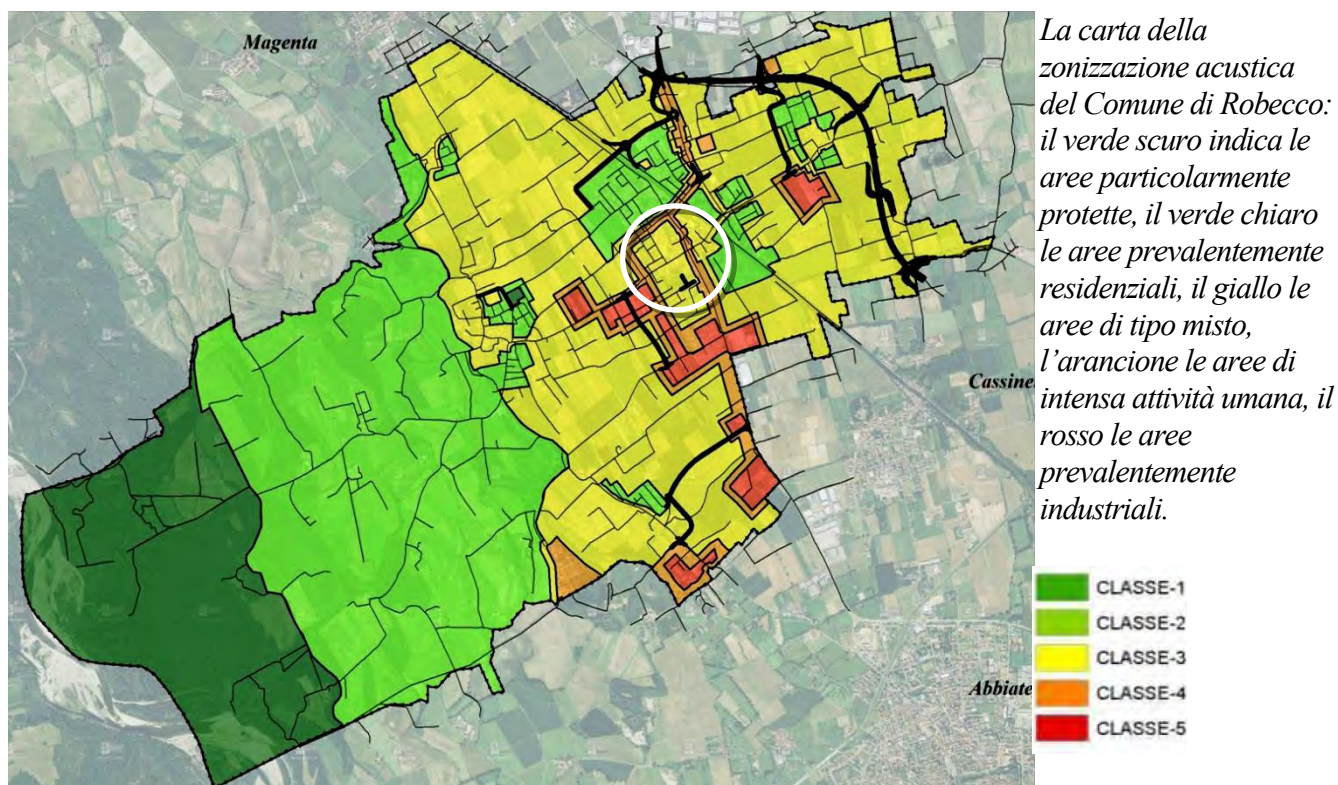 Magenta
Cassine
Abbiate
La carta della
zonizzazione acustica
del Comune di Robecco:
il verde scuro indica le
aree particolarmente
protette, il verde chiaro
le aree prevalentemente
residenziali, il giallo le
aree di tipo misto,
l’arancione le aree di
intensa attività umana, il
rosso le aree
prevalentemente
industriali.
CLASSE-1
CLASSE-2
CLASSE-3
CLASSE-4
CLASSE-5